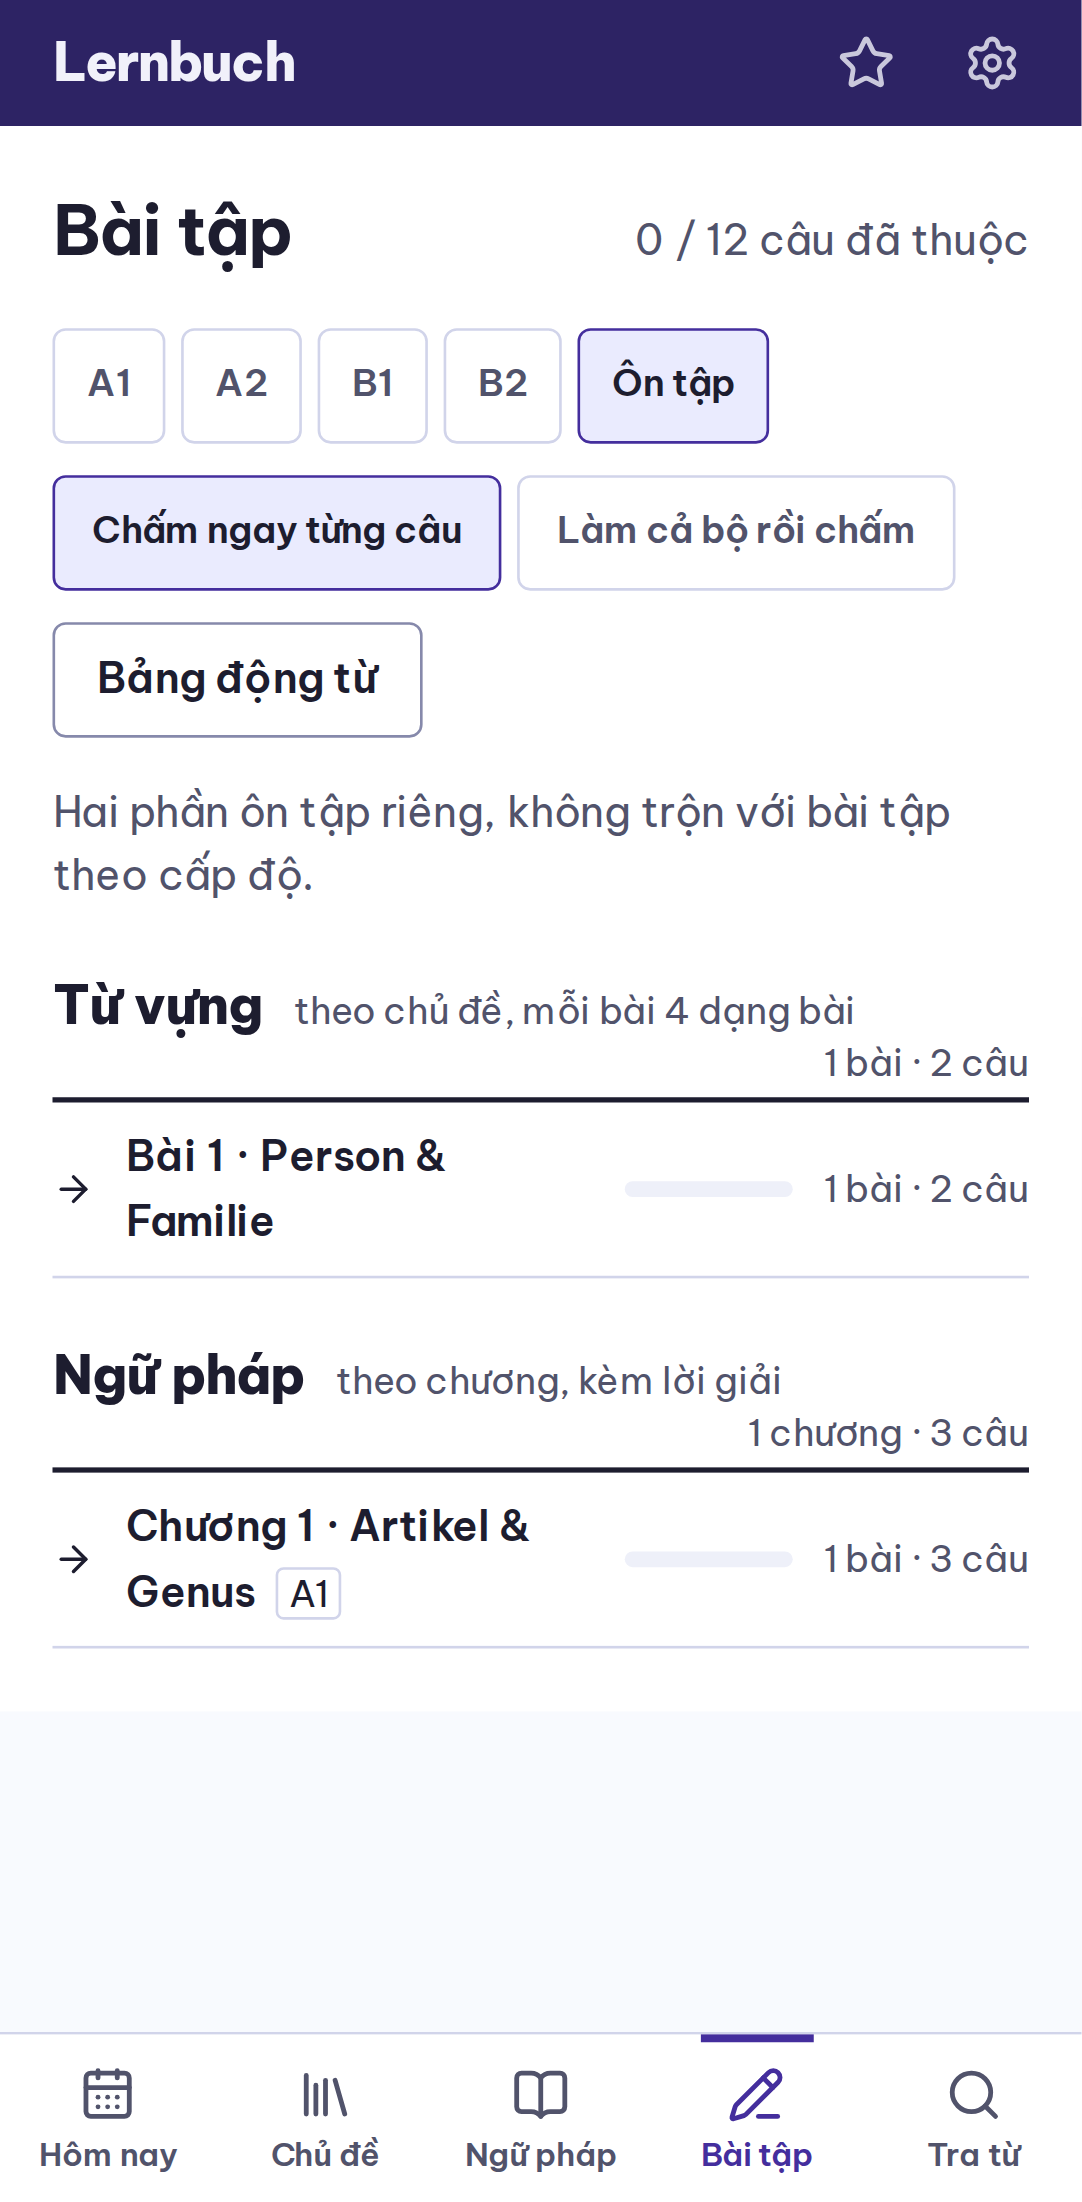 Lernbuch
Bài tập
0 / 12 câu đã thuộc
A1 A2 B1 B2 Ôn tập
Chấm ngay từng câu Làm cả bộ rồi chấm
Bảng động từ
Hai phần ôn tập riêng, không trộn với bài tập
theo cấp độ.
Từ vựng theo chủ đề, mỗi bài 4 dạng bài
1 bài · 2 câu
Bài 1 · Person &
Familie
1 bài · 2 câu
Ngữ pháp theo chương, kèm lời giải
1 chương · 3 câu
Chương 1 · Artikel &
Genus A1
1 bài · 3 câu
Hôm nay Chủ đề Ngữ pháp Bài tập Tra từ